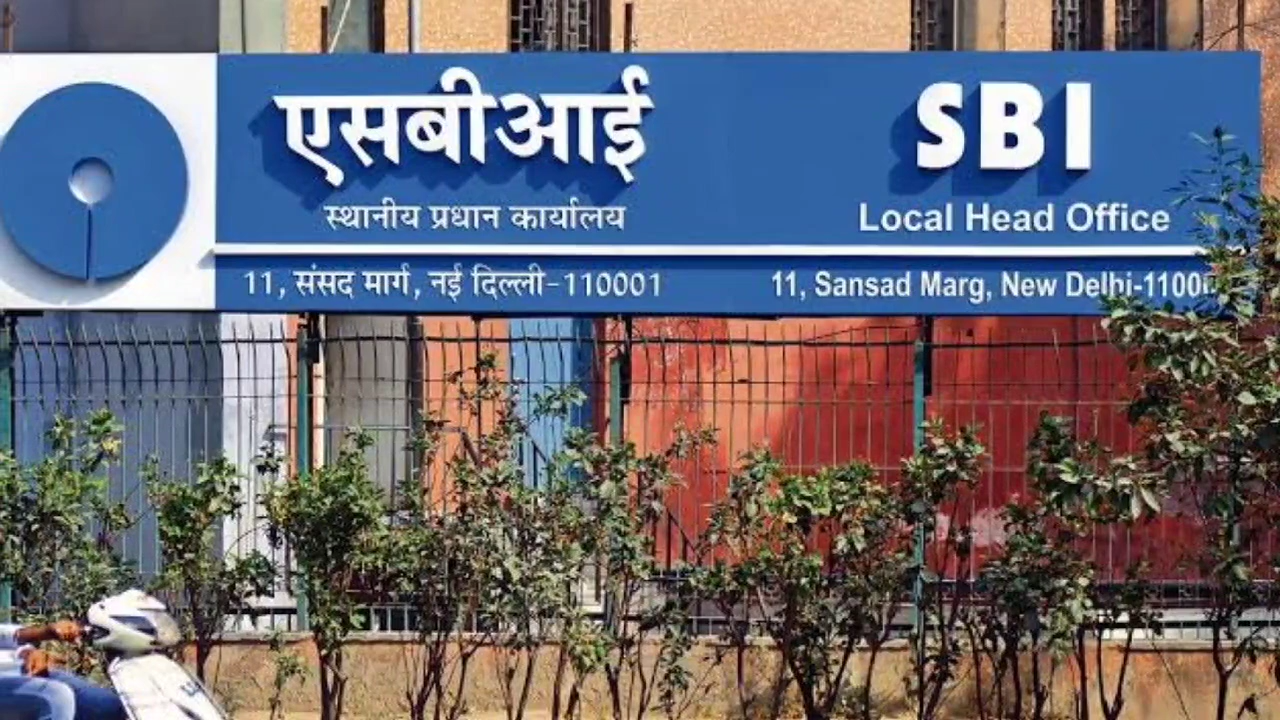 एसबीआई
स्थानीय प्रधान कार्यालय
11, संसद मार्ग, नई दिल्ली-110001
SBI
Local Head Office
11, Sansad Marg, New Delhi-1100